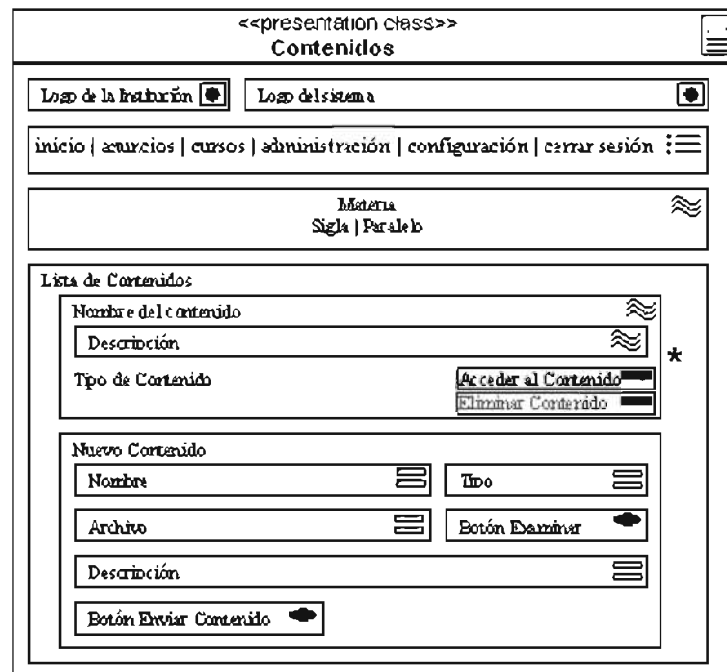 <<presentation class>>
Contenidos
Logo de la Institución
Logo del sistema
inicio | anuncios | cursos | administración | configuración | cerrar sesión
Materia
Sigla | Paralelo
Lista de Contenidos
Nombre del contenido
Descripción
*
Tipo de Contenido
Acceder al Contenido
Eliminar Contenido
Nuevo Contenido
Nombre
Tipo
Archivo
Botón Examinar
Descripción
Botón Enviar Contenido